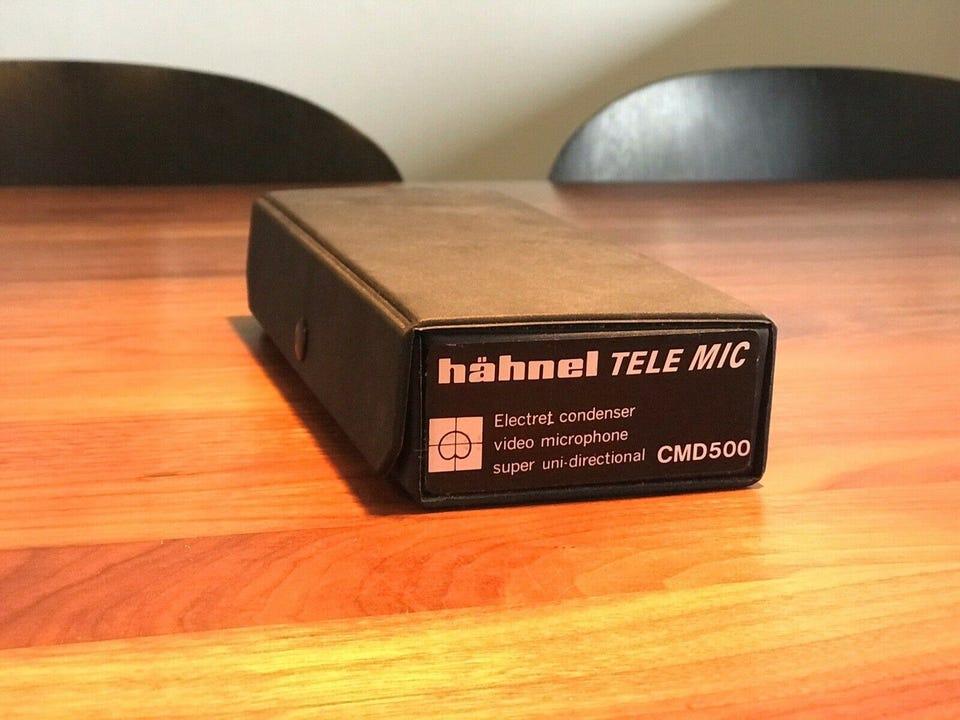 hähnel TELE MIC
Electret condenser
video microphone
super uni-directional CMD500